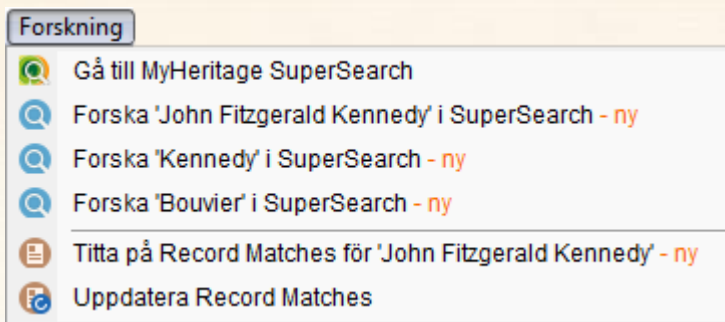 Forskning
Gå till MyHeritage SuperSearch
Forska 'John Fitzgerald Kennedy' i SuperSearch - ny
Forska 'Kennedy' i SuperSearch - ny
Forska 'Bouvier' i SuperSearch - ny
Titta på Record Matches för 'John Fitzgerald Kennedy' - ny
Uppdatera Record Matches